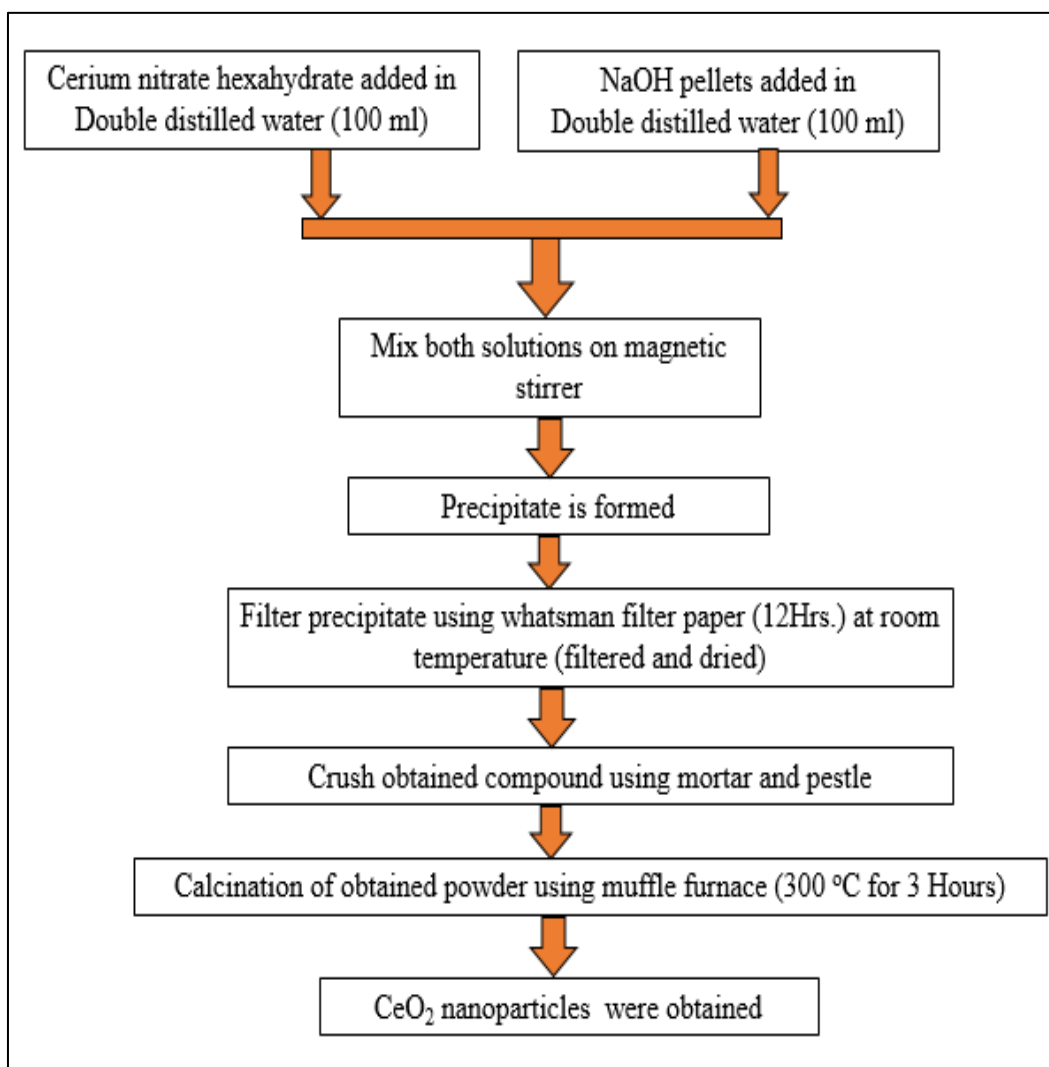 Cerium nitrate hexahydrate added in
Double distilled water (100 ml)
NaOH pellets added in
Double distilled water (100 ml)
Mix both solutions on magnetic
stirrer
Precipitate is formed
Filter precipitate using whatsman filter paper (12Hrs.) at room
temperature (filtered and dried)
Crush obtained compound using mortar and pestle
Calcination of obtained powder using muffle furnace (300 °C for 3 Hours)
CeO₂ nanoparticles were obtained